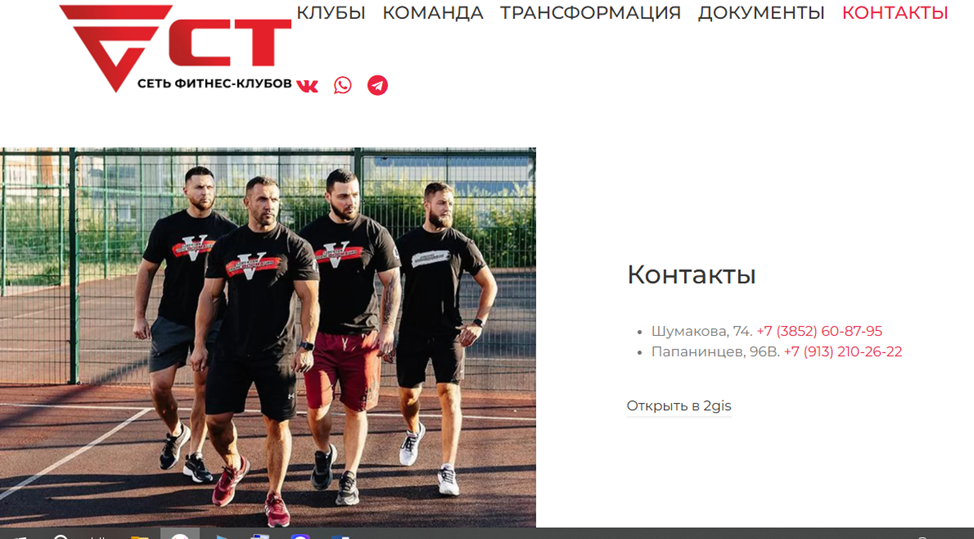 КЛУБЫ КОМАНДА ТРАНСФОРМАЦИЯ ДОКУМЕНТЫ КОНТАКТЫ
СТ
СЕТЬ ФИТНЕС-КЛУБОВ
Контакты
Шумакова, 74. +7 (3852) 60-87-95
Папанинцев, 96В. +7 (913) 210-26-22
Открыть в 2gis